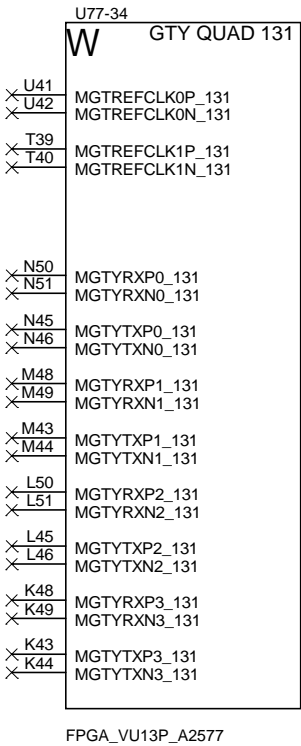 U77-34
W GTY QUAD 131
U41 MGTREFCLK0P_131
U42 MGTREFCLK0N_131
T39 MGTREFCLK1P_131
T40 MGTREFCLK1N_131
N50 MGTYRXP0_131
N51 MGTYRXN0_131
N45 MGTYTXP0_131
N46 MGTYTXN0_131
M48 MGTYRXP1_131
M49 MGTYRXN1_131
M43 MGTYTXP1_131
M44 MGTYTXN1_131
L50 MGTYRXP2_131
L51 MGTYRXN2_131
L45 MGTYTXP2_131
L46 MGTYTXN2_131
K48 MGTYRXP3_131
K49 MGTYRXN3_131
K43 MGTYTXP3_131
K44 MGTYTXN3_131
FPGA_VU13P_A2577